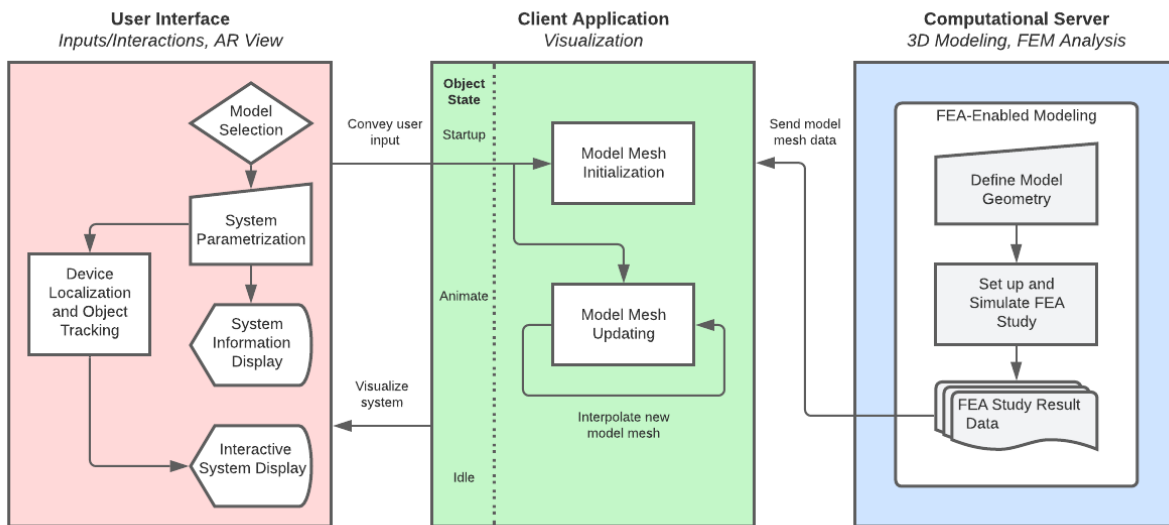 User Interface
Inputs/Interactions, AR View
Model
Selection
System
Parametrization
Device
Localization
and Object
Tracking
System
Information
Display
Interactive
System Display
Convey user
input
Visualize
system
Client Application
Visualization
Object
State
Startup
Animate
Idle
Model Mesh
Initialization
Model Mesh
Updating
Interpolate new
model mesh
Send model
mesh data
Computational Server
3D Modeling, FEM Analysis
FEA-Enabled Modeling
Define Model
Geometry
Set up and
Simulate FEA
Study
FEA Study Result
Data